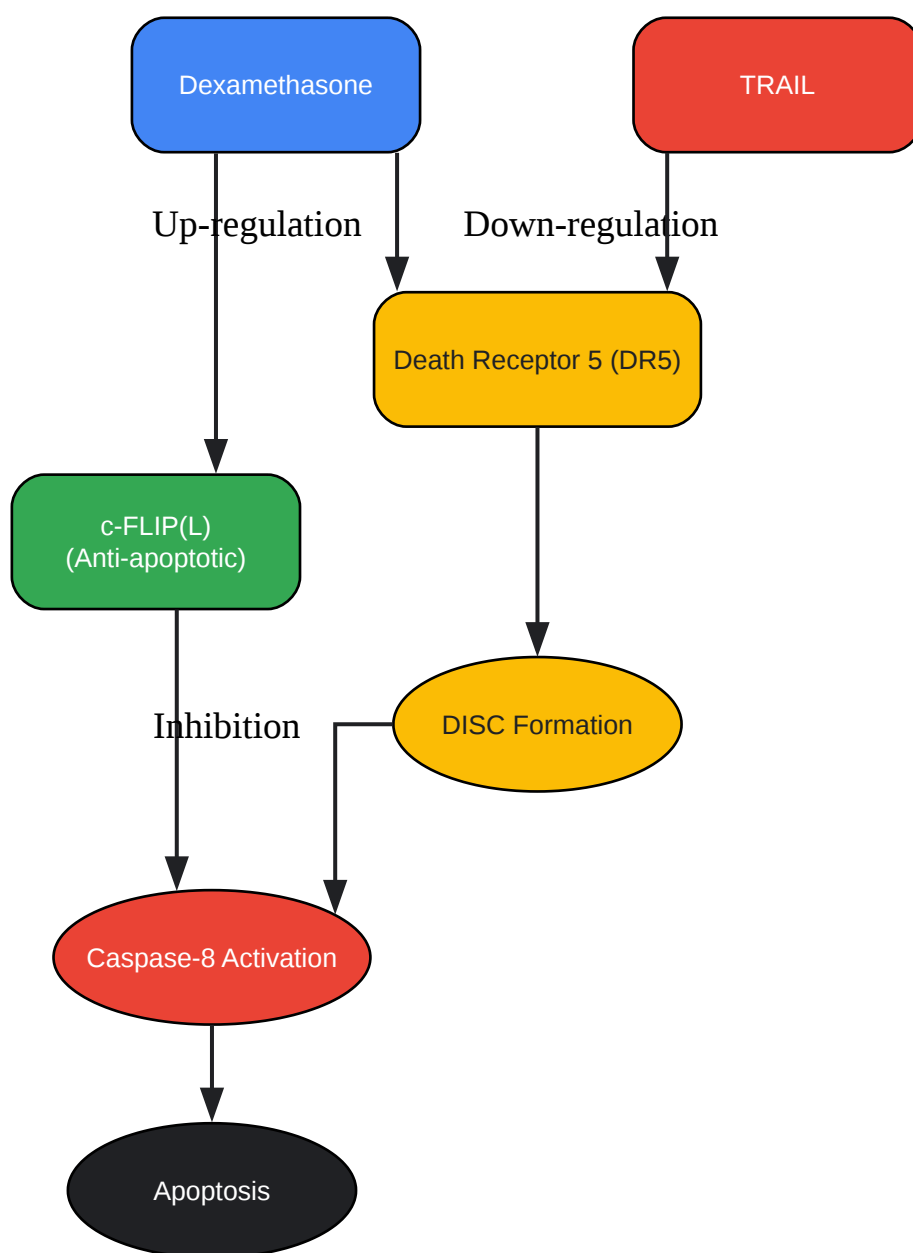 Dexamethasone
TRAIL
Up-regulation
Down-regulation
Death Receptor 5 (DR5)
c-FLIP(L)
(Anti-apoptotic)
Inhibition
DISC Formation
Caspase-8 Activation
Apoptosis